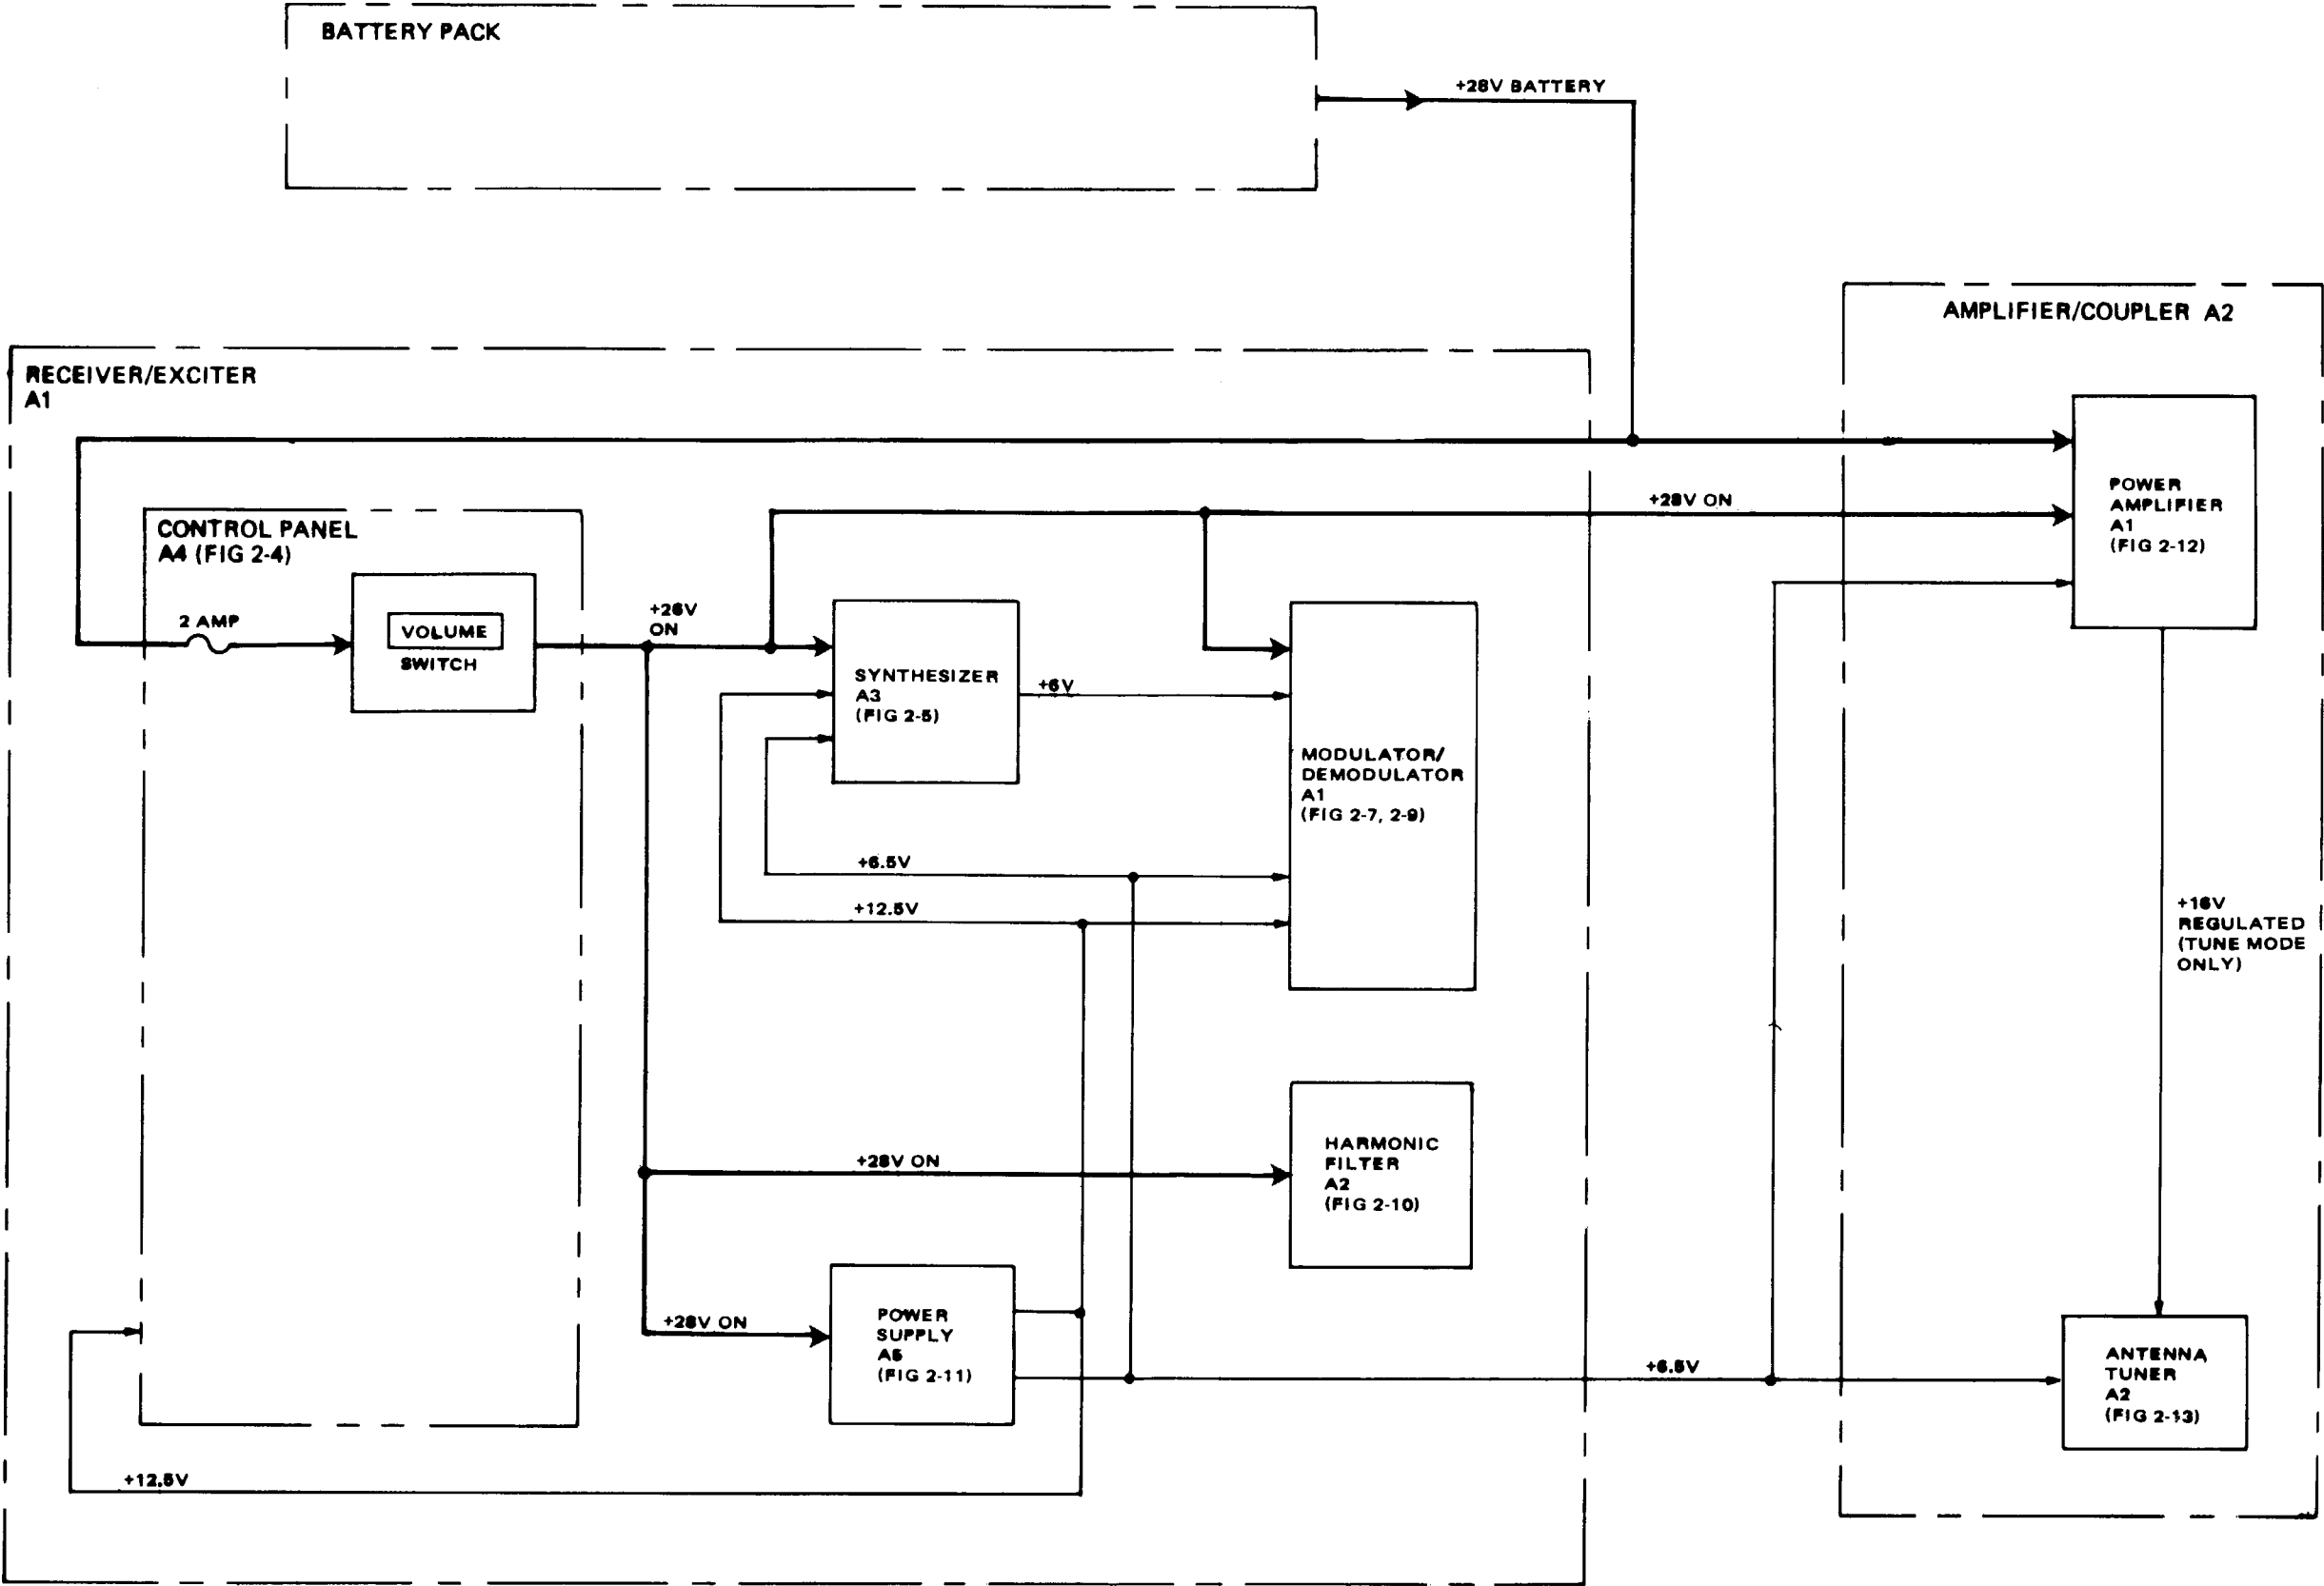 BATTERY PACK
+28V BATTERY
AMPLIFIER/COUPLER A2
RECEIVER/EXCITER
A1
POWER
AMPLIFIER
A1
(FIG 2-12)
+28V ON
CONTROL PANEL
A4 (FIG 2-4)
2 AMP
VOLUME
SWITCH
+26V
ON
SYNTHESIZER
A3
(FIG 2-5)
+6V
MODULATOR/
DEMODULATOR
A1
(FIG 2-7, 2-9)
+6.5V
+12.5V
+16V
REGULATED
(TUNE MODE
ONLY)
HARMONIC
FILTER
A2
(FIG 2-10)
+28V ON
+28V ON
POWER
SUPPLY
A5
(FIG 2-11)
+6.5V
ANTENNA
TUNER
A2
(FIG 2-13)
+12.5V